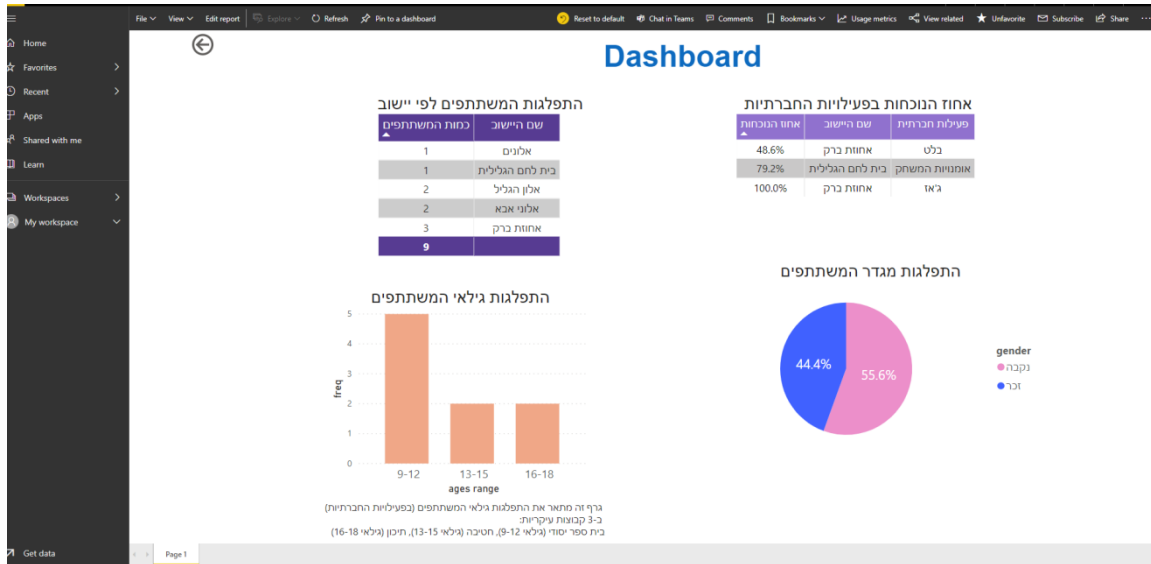 File View Edit report Explore Refresh Pin to a dashboard Reset to default Chat in Teams Comments Bookmarks Usage metrics View related Unfavorite Subscribe Share ...
Home
Favorites
Recent
Apps
Shared with me
Learn
Workspaces
My workspace
Get data
Dashboard
התפלגות המשתתפים לפי יישוב
שם היישוב כמות המשתתפים
אלונים 1
בית לחם הגלילית 1
אלון הגליל 2
אלוני אבא 2
אחוזת ברק 3
9
אחוז הנוכחות בפעילויות החברתיות
פעילות חברתית שם היישוב אחוז הנוכחות
בלט אחוזת ברק 48.6%
אומנויות המשחק בית לחם הגלילית 79.2%
ג'אז אחוזת ברק 100.0%
התפלגות גילאי המשתתפים
5
4
3
2
1
0
freq
9-12 13-15 16-18
ages range
גרף זה מתאר את התפלגות גילאי המשתתפים (בפעילויות החברתיות)
ב-3 קבוצות עיקריות:
בית ספר יסודי (גילאי 9-12), חטיבה (גילאי 13-15), תיכון (גילאי 16-18)
התפלגות מגדר המשתתפים
44.4%
55.6%
gender
נקבה
זכר
Page 1